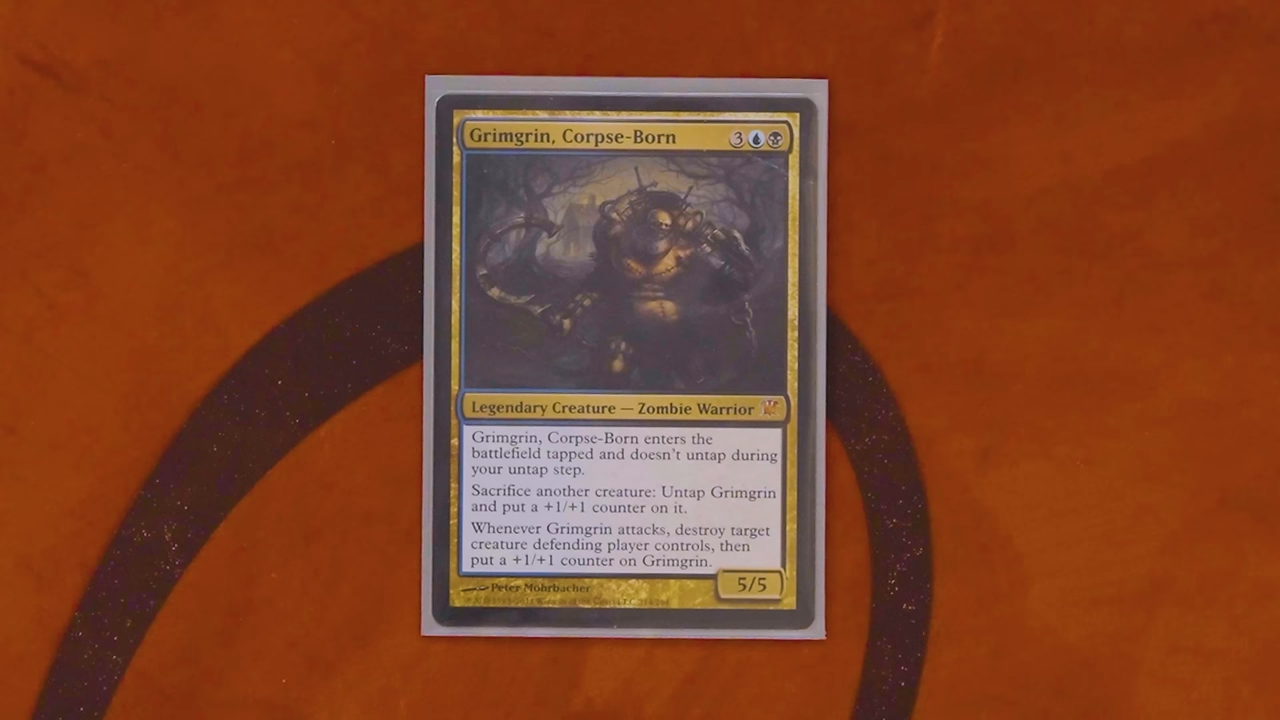 Grimgrin, Corpse-Born 3
Legendary Creature — Zombie Warrior
Grimgrin, Corpse-Born enters the
battlefield tapped and doesn't untap during
your untap step.
Sacrifice another creature: Untap Grimgrin
and put a +1/+1 counter on it.
Whenever Grimgrin attacks, destroy target
creature defending player controls, then
put a +1/+1 counter on Grimgrin.
Peter Mohrbacher
5/5